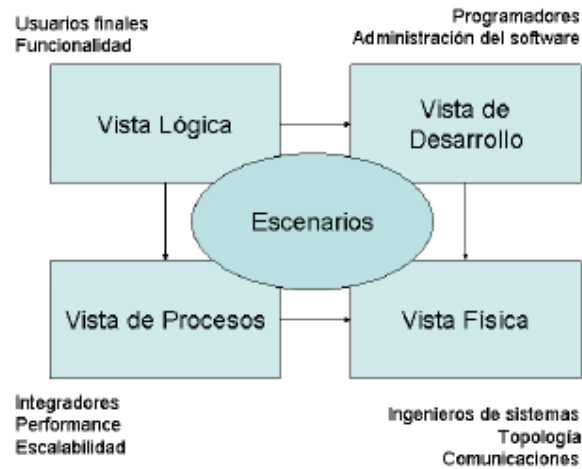 Usuarios finales
Funcionalidad
Programadores
Administración del software
Vista Lógica
Vista de
Desarrollo
Escenarios
Vista de Procesos
Vista Física
Integradores
Performance
Escalabilidad
Ingenieros de sistemas
Topología
Comunicaciones